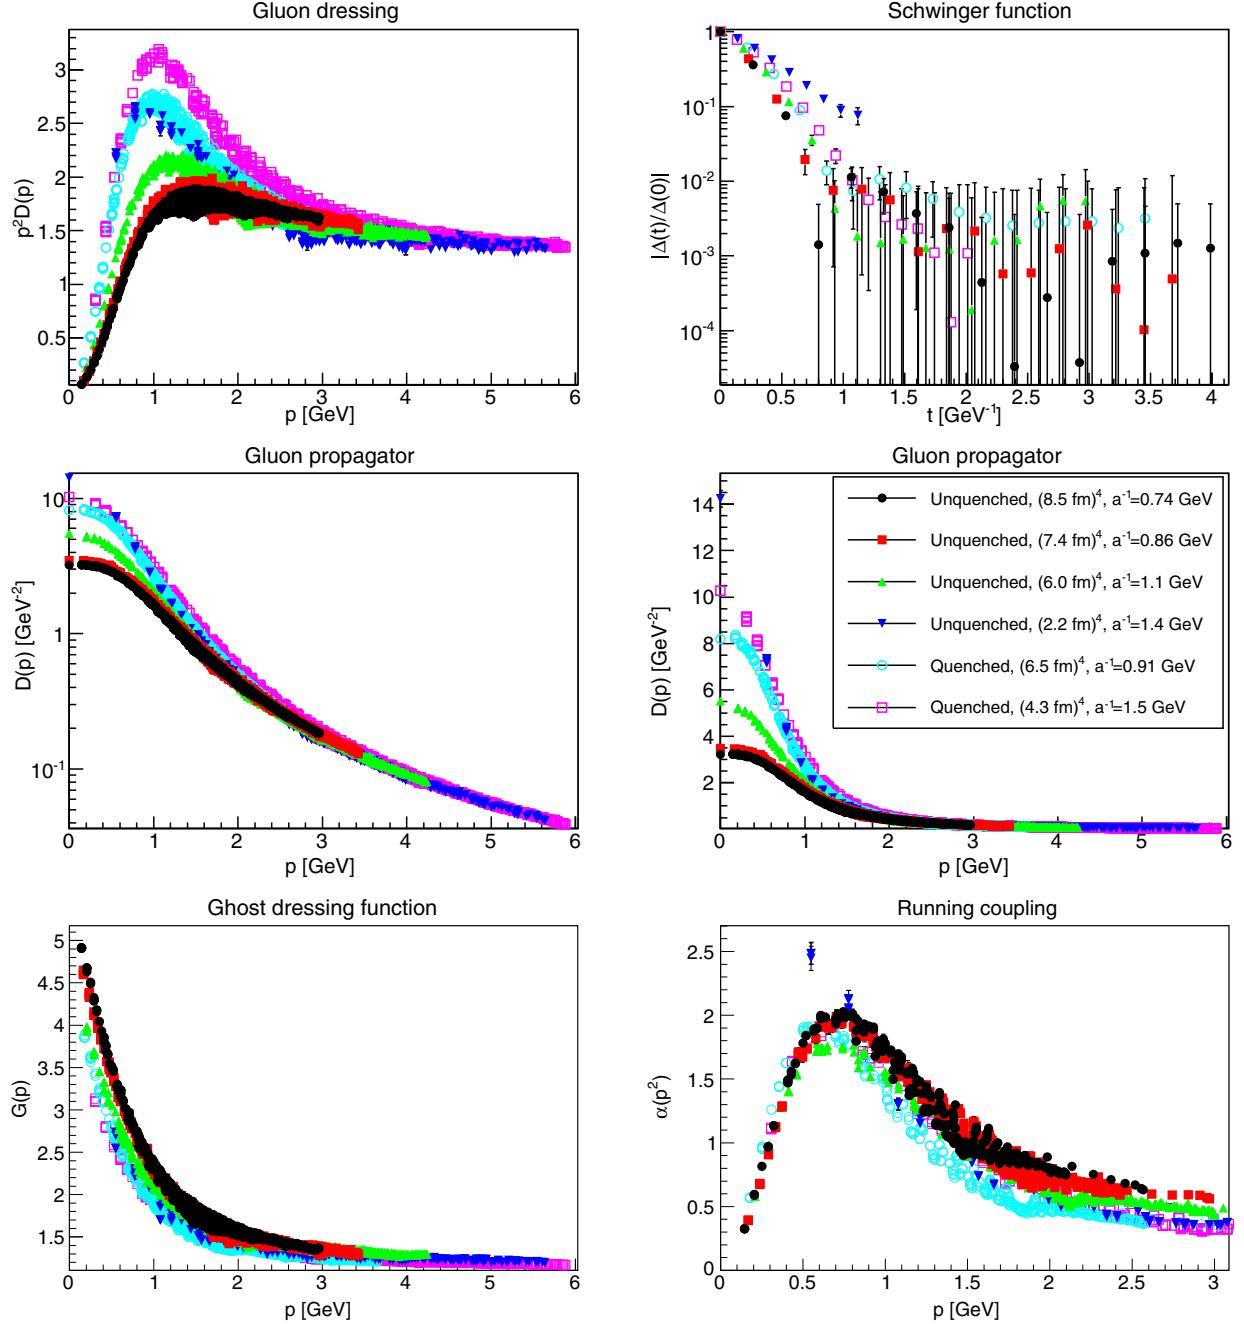 Gluon dressing
p²D(p)
3
2.5
2
1.5
1
0.5
0 1 2 3 4 5 6
p [GeV]
Schwinger function
|Δ(t)/Δ(0)|
1
10⁻¹
10⁻²
10⁻³
10⁻⁴
0 0.5 1 1.5 2 2.5 3 3.5 4
t [GeV⁻¹]
Gluon propagator
D(p) [GeV⁻²]
10
1
10⁻¹
0 1 2 3 4 5 6
p [GeV]
Gluon propagator
D(p) [GeV⁻²]
14
12
10
8
6
4
2
0 1 2 3 4 5 6
p [GeV]
Unquenched, (8.5 fm)⁴, a⁻¹=0.74 GeV
Unquenched, (7.4 fm)⁴, a⁻¹=0.86 GeV
Unquenched, (6.0 fm)⁴, a⁻¹=1.1 GeV
Unquenched, (2.2 fm)⁴, a⁻¹=1.4 GeV
Quenched, (6.5 fm)⁴, a⁻¹=0.91 GeV
Quenched, (4.3 fm)⁴, a⁻¹=1.5 GeV
Ghost dressing function
G(p)
5
4.5
4
3.5
3
2.5
2
1.5
0 1 2 3 4 5 6
p [GeV]
Running coupling
α(p²)
2.5
2
1.5
1
0.5
0
0 0.5 1 1.5 2 2.5 3
p [GeV]